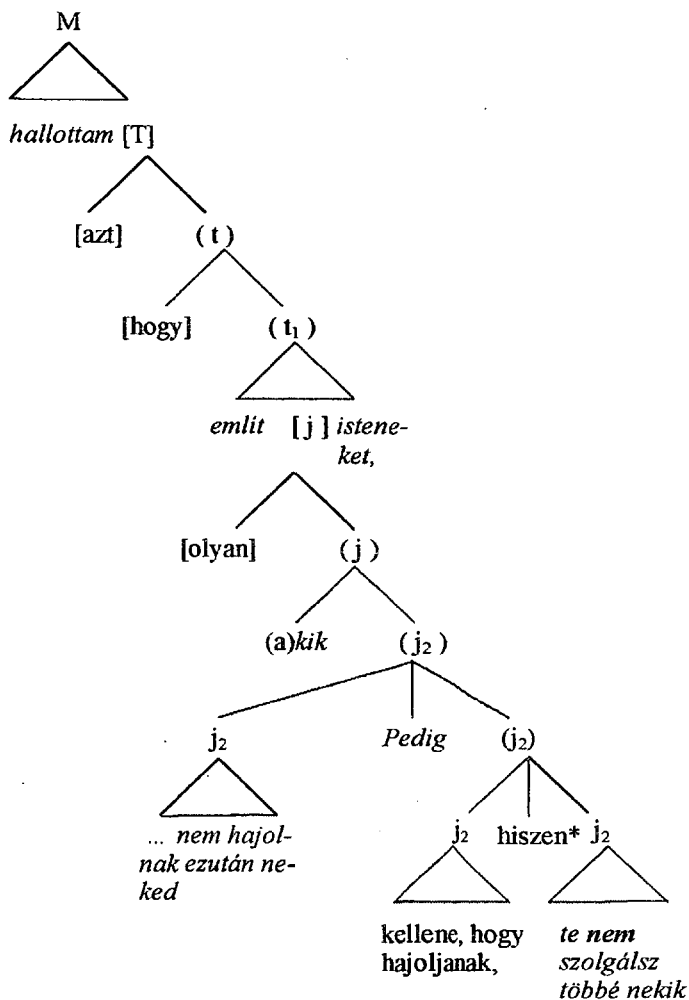 M
hallottam [T]
[azt] (t)
[hogy] (t₁)
említ [j] istene-
ket,
[olyan] (j)
(a)kik (j₂)
j₂ Pedig (j₂)
j₂ hiszen* j₂
... nem hajol-
nak ezután ne-
ked
kellene, hogy te nem
hajoljanak, szolgálsz
többé nekik